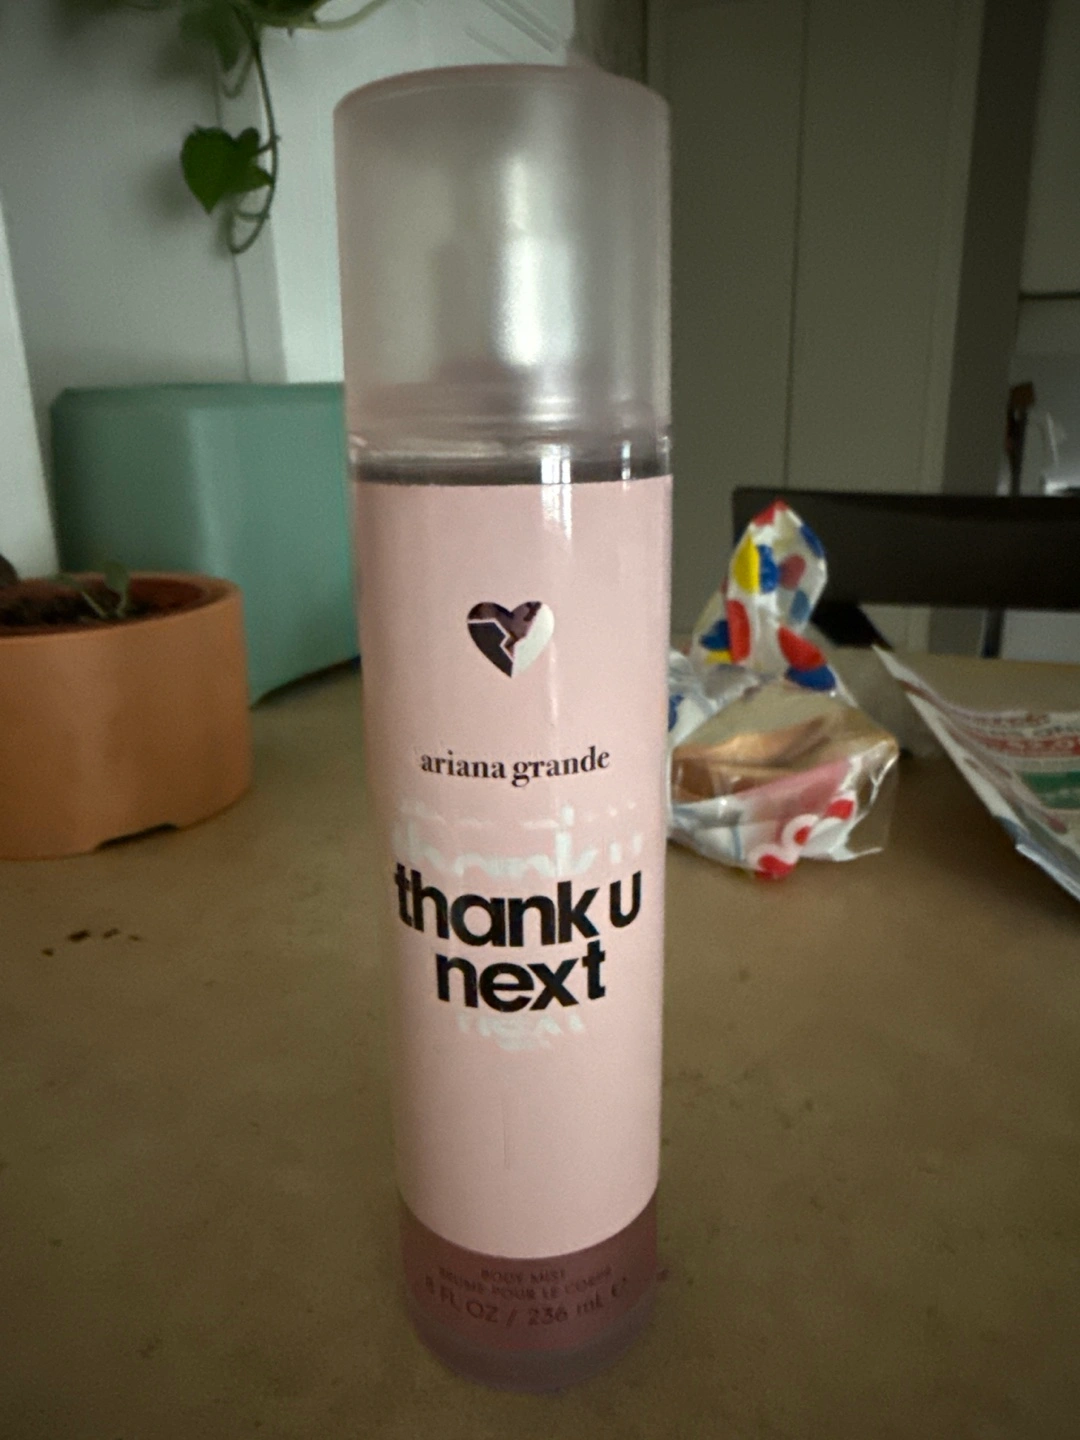 ariana grande
thank u
next
BODY MIST
BRUME POUR LE CORPS
8 FL OZ / 236 mL ℮